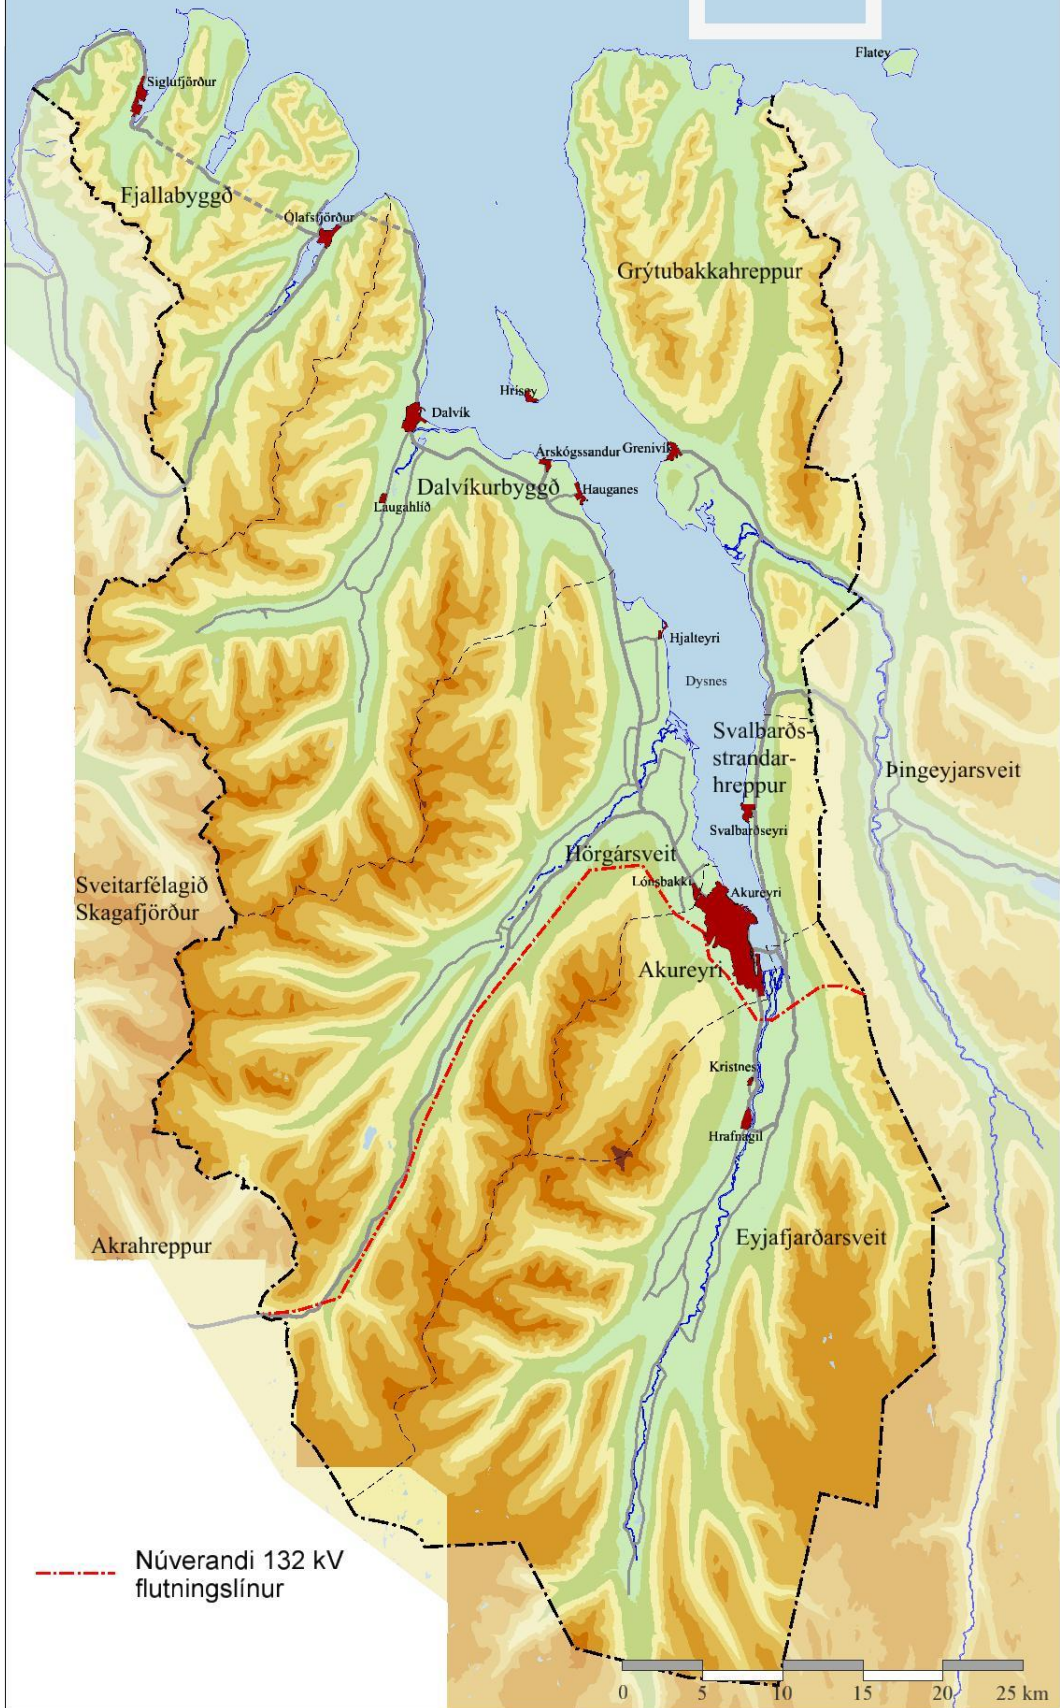 Flatey
Siglufjörður
Fjallabyggð
Ólafsfjörður
Grýtubakkahreppur
Hrísey
Dalvík
Árskógssandur
Grenivík
Dalvíkurbyggð
Hauganes
Laugahlíð
Hjalteyri
Dysnes
Svalbarðs-
strandar-
hreppur
Þingeyjarsveit
Svalbarðseyri
Hörgársveit
Sveitarfélagið
Skagafjörður
Lónsbakki
Akureyri
Akureyri
Kristnes
Hrafnagil
Eyjafjarðarsveit
Akrahreppur
Núverandi 132 kV
flutningslínur
0 5 10 15 20 25 km